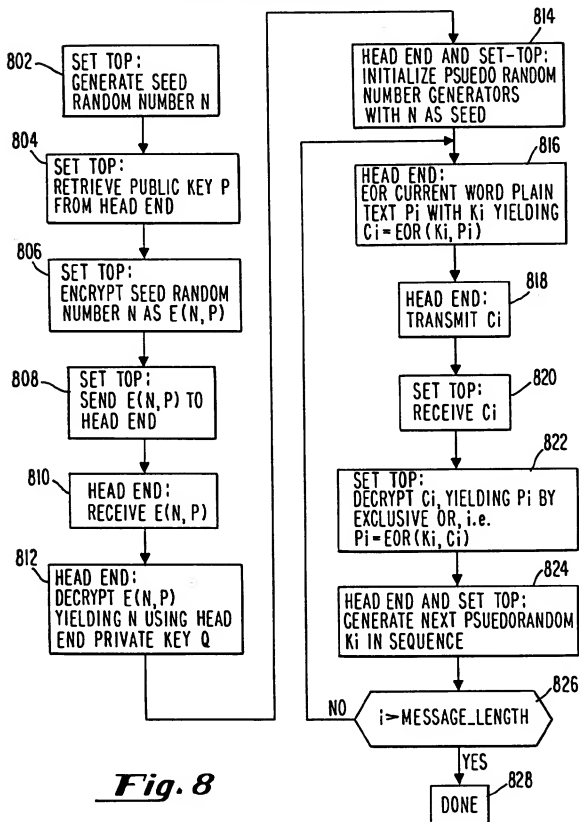 802
SET TOP:
GENERATE SEED
RANDOM NUMBER N
804
SET TOP:
RETRIEVE PUBLIC KEY P
FROM HEAD END
806
SET TOP:
ENCRYPT SEED RANDOM
NUMBER N AS E(N,P)
808
SET TOP:
SEND E(N,P) TO
HEAD END
810
HEAD END:
RECEIVE E(N,P)
812
HEAD END:
DECRYPT E(N,P)
YIELDING N USING HEAD
END PRIVATE KEY Q
814
HEAD END AND SET-TOP:
INITIALIZE PSUEDO RANDOM
NUMBER GENERATORS
WITH N AS SEED
816
HEAD END:
EOR CURRENT WORD PLAIN
TEXT Pi WITH Ki YIELDING
Ci=EOR(Ki,Pi)
818
HEAD END:
TRANSMIT Ci
820
SET TOP:
RECEIVE Ci
822
SET TOP:
DECRYPT Ci,YIELDING Pi BY
EXCLUSIVE OR, i.e.
Pi=EOR(Ki,Ci)
824
HEAD END AND SET TOP:
GENERATE NEXT PSUEDORANDOM
Ki IN SEQUENCE
826
NO
i>MESSAGE_LENGTH
YES
828
DONE
Fig. 8